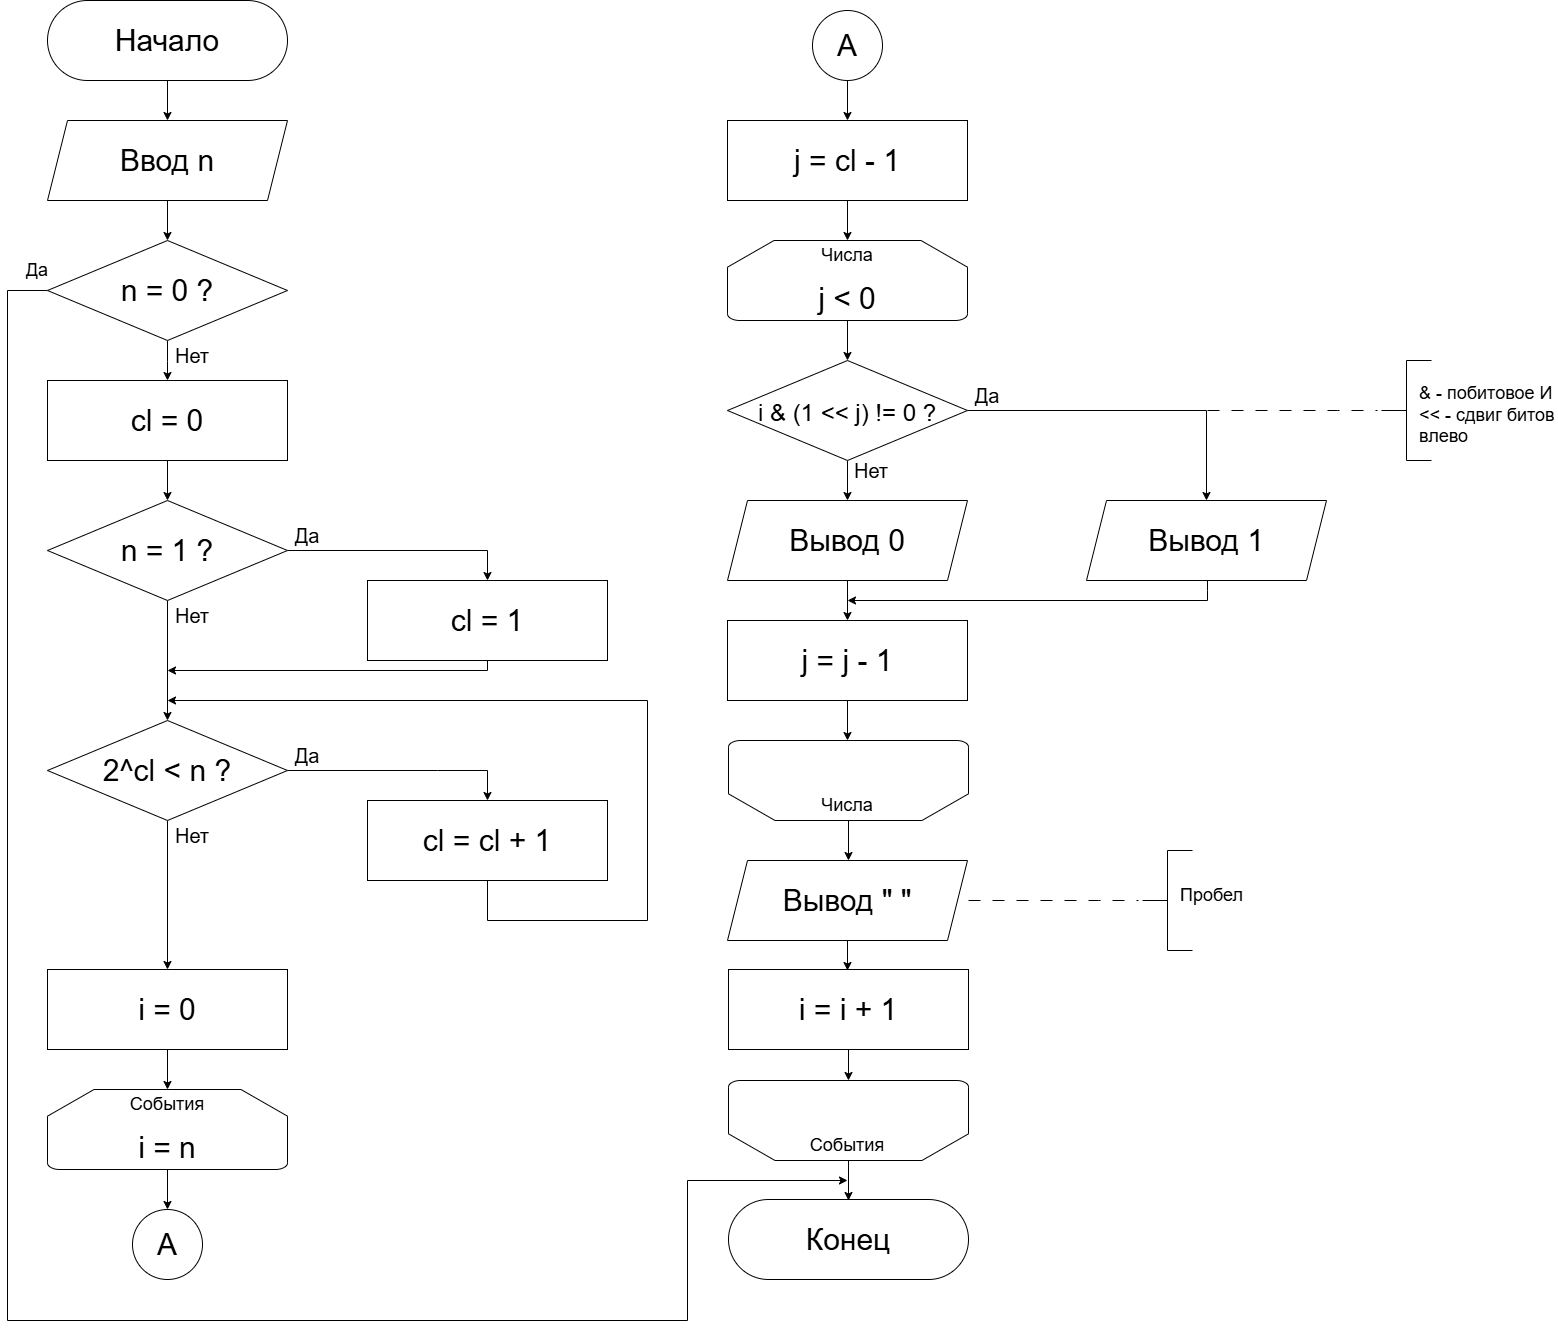 Начало
Ввод n
n = 0 ?
Да
Нет
cl = 0
n = 1 ?
Да
Нет
cl = 1
2^cl < n ?
Да
Нет
cl = cl + 1
i = 0
События
i = n
А
А
j = cl - 1
Числа
j < 0
i & (1 << j) != 0 ?
Да
Нет
& - побитовое И
<< - сдвиг битов
влево
Вывод 0
Вывод 1
j = j - 1
Числа
Вывод " "
Пробел
i = i + 1
События
Конец